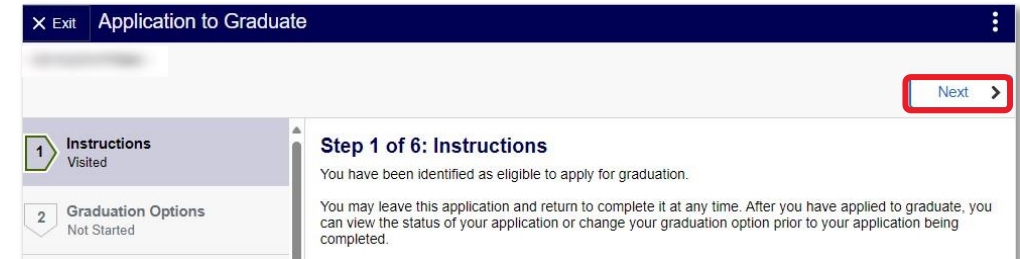 Exit Application to Graduate
Next
1 Instructions
Visited
2 Graduation Options
Not Started
Step 1 of 6: Instructions
You have been identified as eligible to apply for graduation.
You may leave this application and return to complete it at any time. After you have applied to graduate, you
can view the status of your application or change your graduation option prior to your application being
completed.